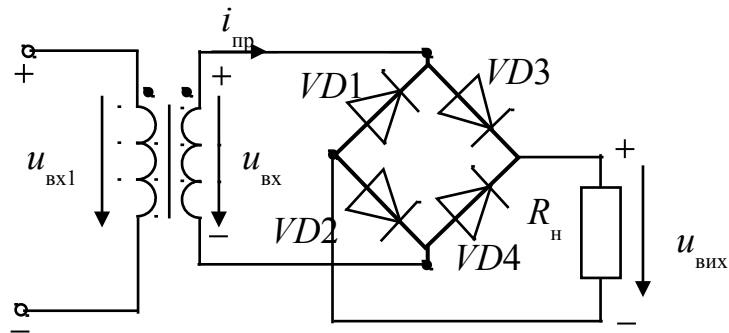 i пр
+ + VD1 VD3
u вх1 u вх +
VD2 VD4 R н u вих
− − −